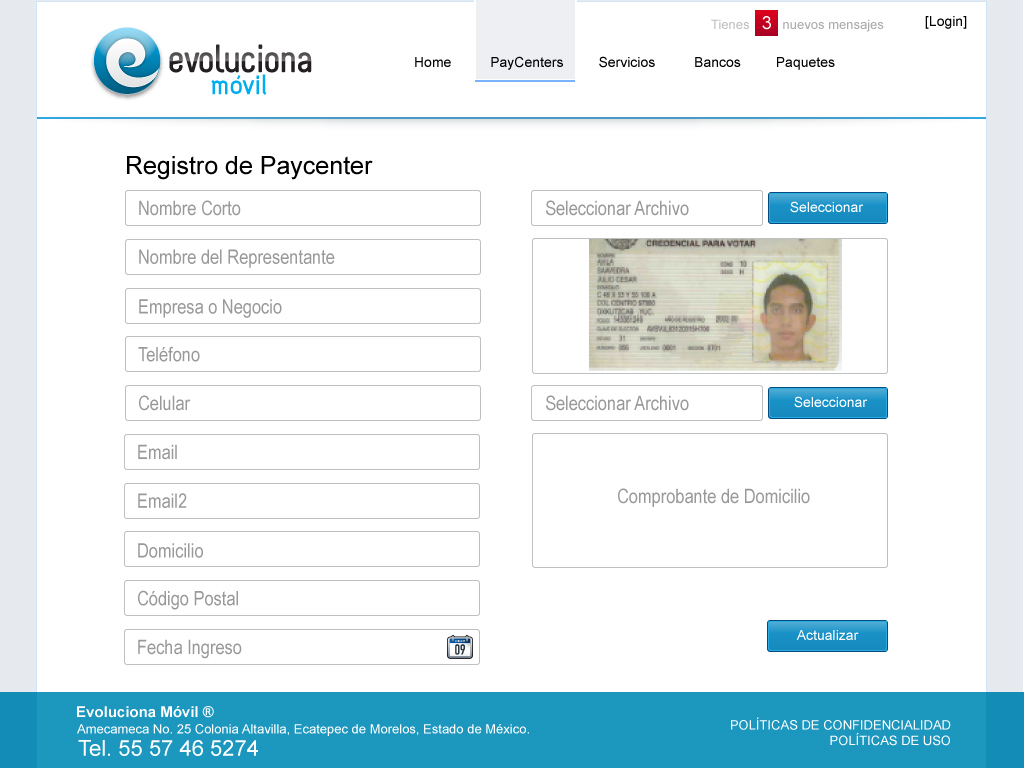 Tienes 3 nuevos mensajes
[Login]
evoluciona
móvil
Home
PayCenters
Servicios
Bancos
Paquetes
Registro de Paycenter
Nombre Corto
Nombre del Representante
Empresa o Negocio
Teléfono
Celular
Email
Email2
Domicilio
Código Postal
Fecha Ingreso
09
Seleccionar Archivo
Seleccionar
CREDENCIAL PARA VOTAR
Seleccionar Archivo
Seleccionar
Comprobante de Domicilio
Actualizar
Evoluciona Móvil ®
Amecameca No. 25 Colonia Altavilla, Ecatepec de Morelos, Estado de México.
Tel. 55 57 46 5274
POLÍTICAS DE CONFIDENCIALIDAD
POLÍTICAS DE USO